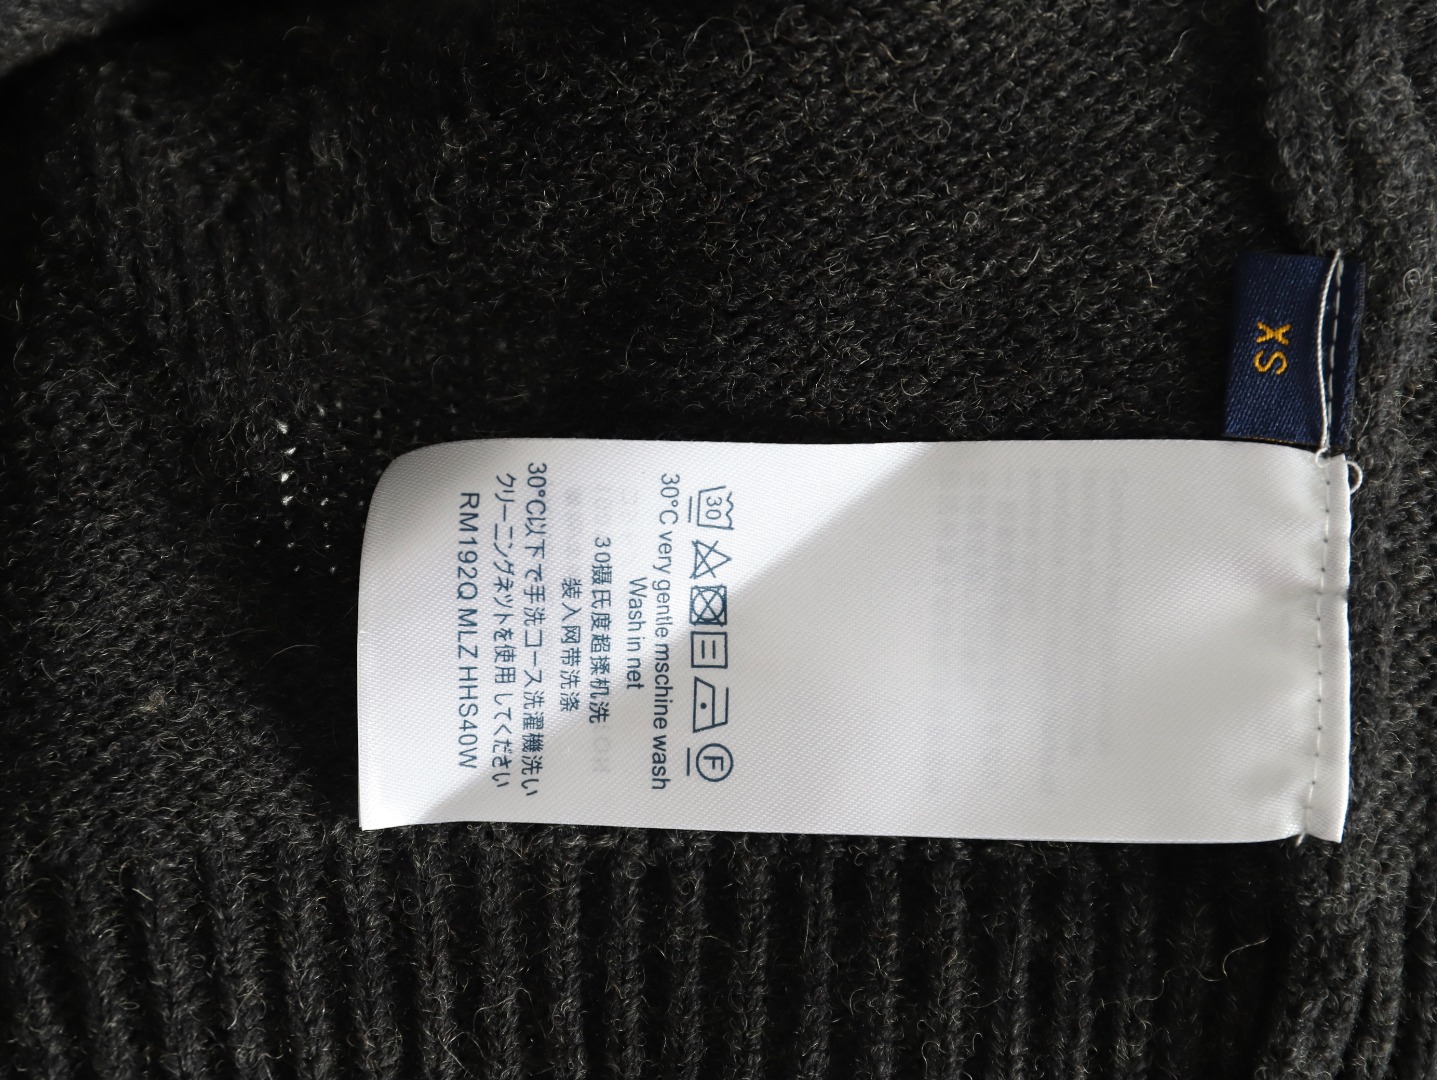 XS
30
F
30°C very gentle mschine wash
Wash in net
30摄氏度超揉机洗
装入网带洗涤
30°C以下で手洗コース洗濯機洗い
クリーニングネットを使用してください
RM192Q MLZ HHS40W